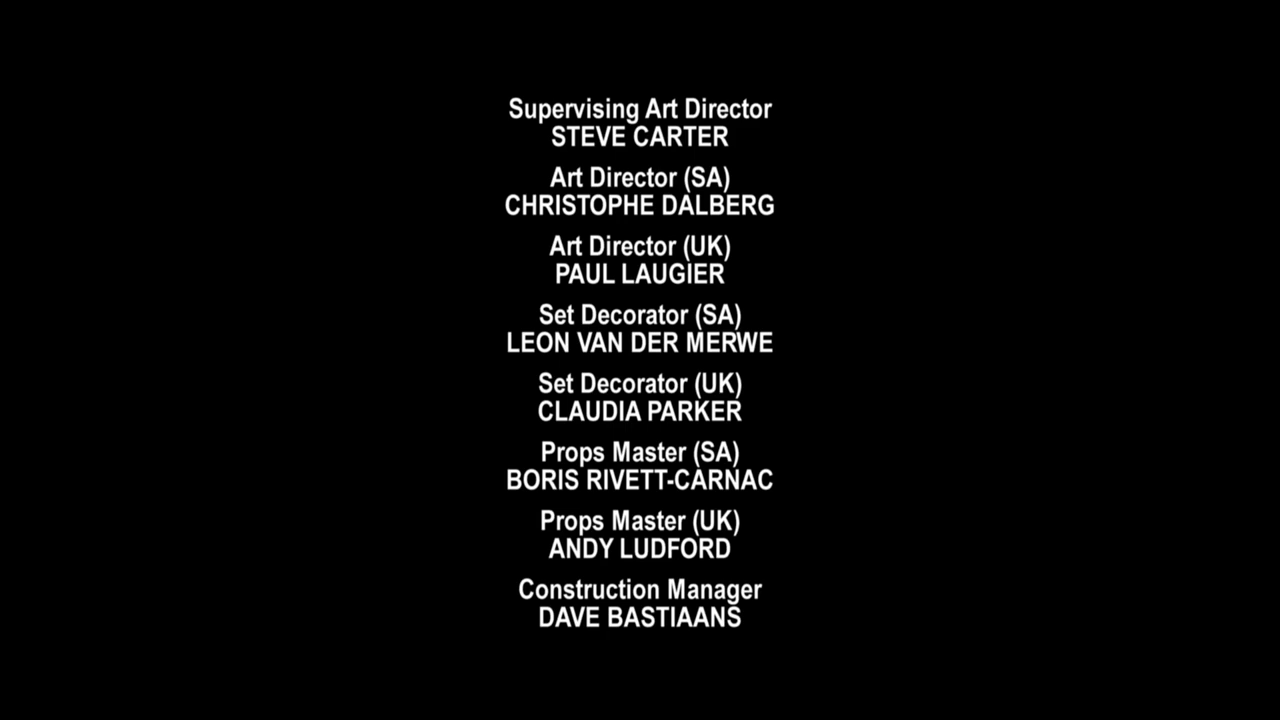 Supervising Art Director
STEVE CARTER
Art Director (SA)
CHRISTOPHE DALBERG
Art Director (UK)
PAUL LAUGIER
Set Decorator (SA)
LEON VAN DER MERWE
Set Decorator (UK)
CLAUDIA PARKER
Props Master (SA)
BORIS RIVETT-CARNAC
Props Master (UK)
ANDY LUDFORD
Construction Manager
DAVE BASTIAANS